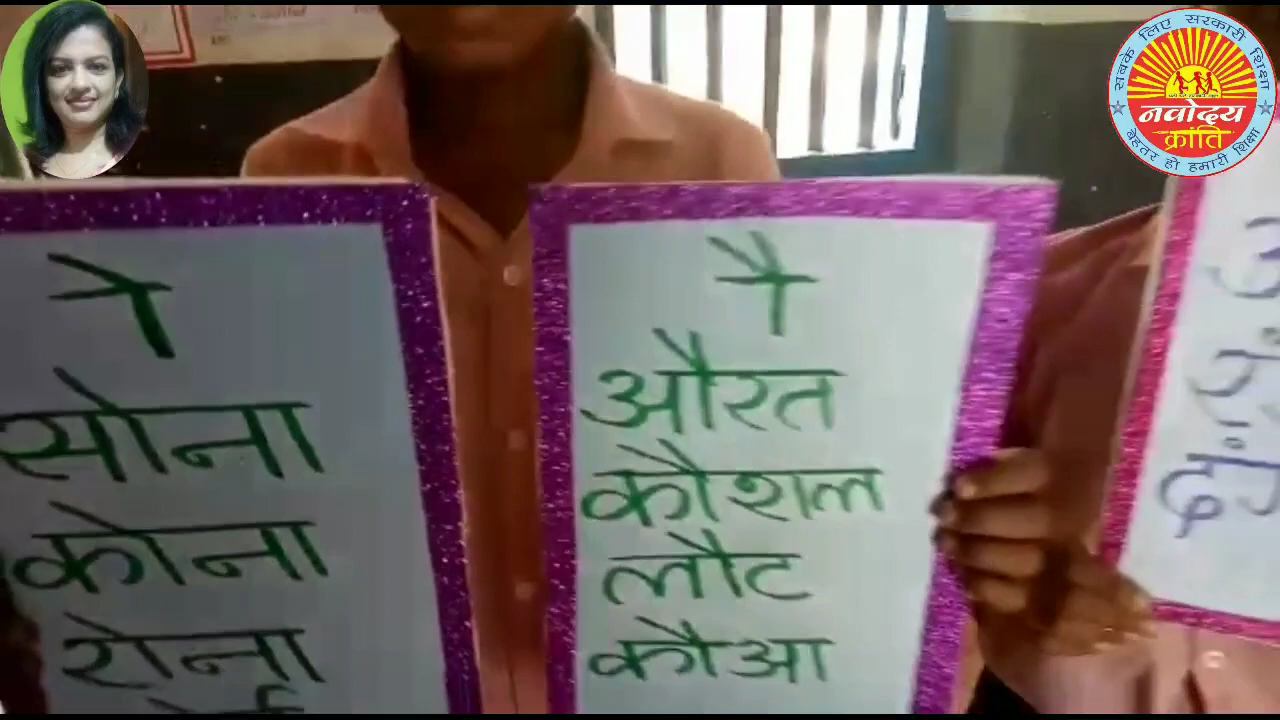 ो
सोना
कोना
रोना
ौ
औरत
कौशल
लौट
कौआ
सबके लिए सरकारी शिक्षा
नवोदय
क्रांति
बेहतर हो हमारी शिक्षा